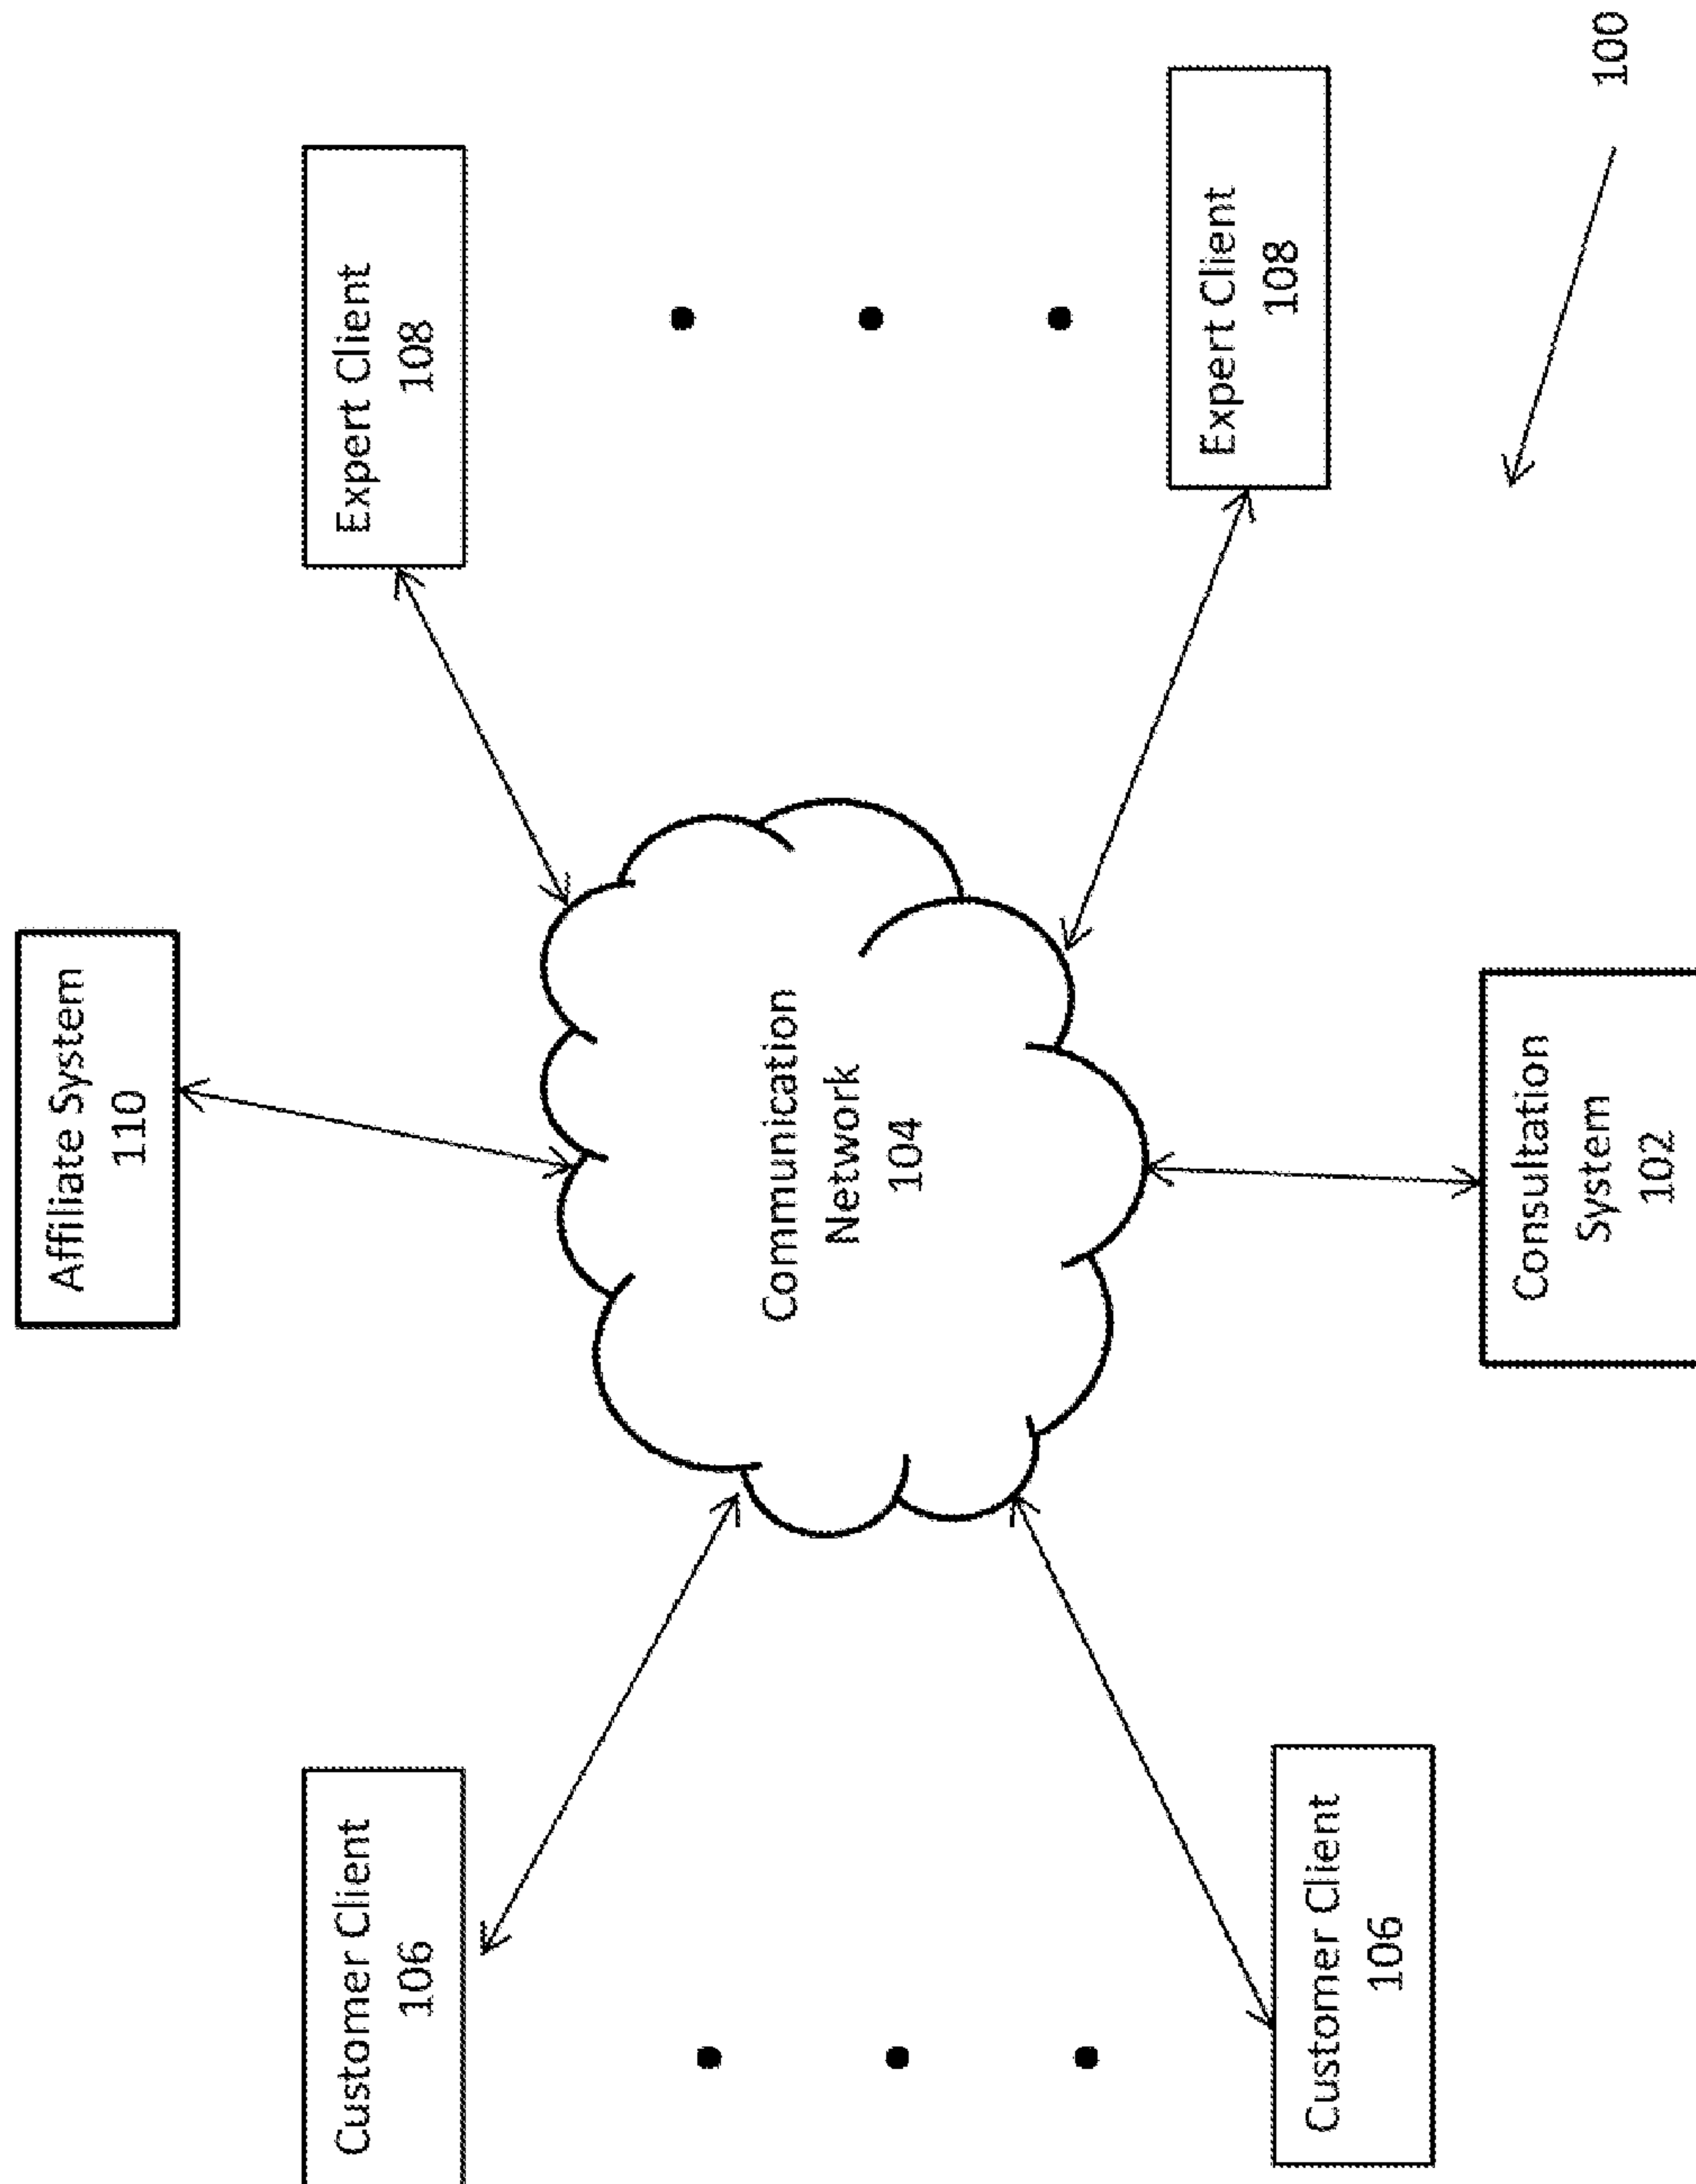 Affiliate System
110
Customer Client
106
Expert Client
108
Communication
Network
104
Expert Client
108
Customer Client
106
Consultation
System
102
100